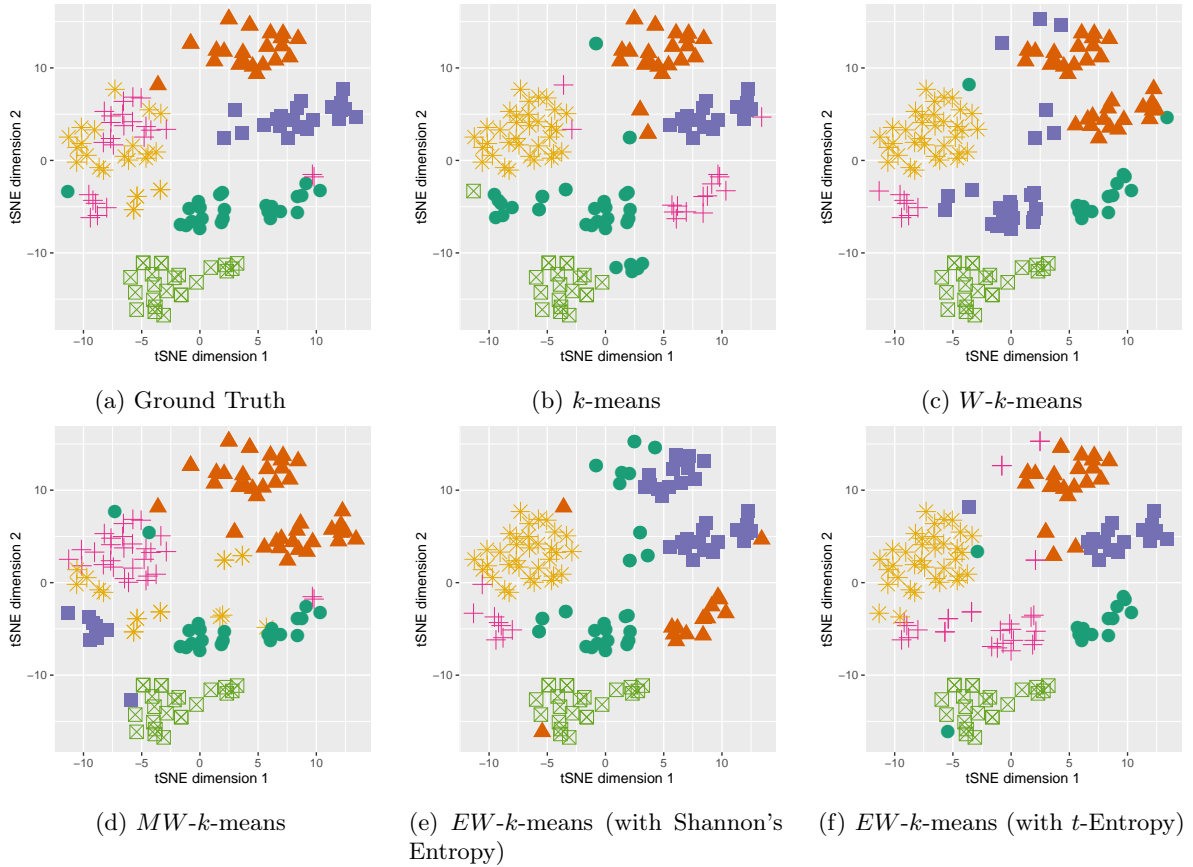 10
0
−10
tSNE dimension 2
−10
−5
0
5
10
tSNE dimension 1
(a) Ground Truth
10
0
−10
tSNE dimension 2
−10
−5
0
5
10
tSNE dimension 1
(b) k-means
10
0
−10
tSNE dimension 2
−10
−5
0
5
10
tSNE dimension 1
(c) W-k-means
10
0
−10
tSNE dimension 2
−10
−5
0
5
10
tSNE dimension 1
(d) MW-k-means
10
0
−10
tSNE dimension 2
−10
−5
0
5
10
tSNE dimension 1
(e) EW-k-means (with Shannon's
Entropy)
10
0
−10
tSNE dimension 2
−10
−5
0
5
10
tSNE dimension 1
(f) EW-k-means (with t-Entropy)